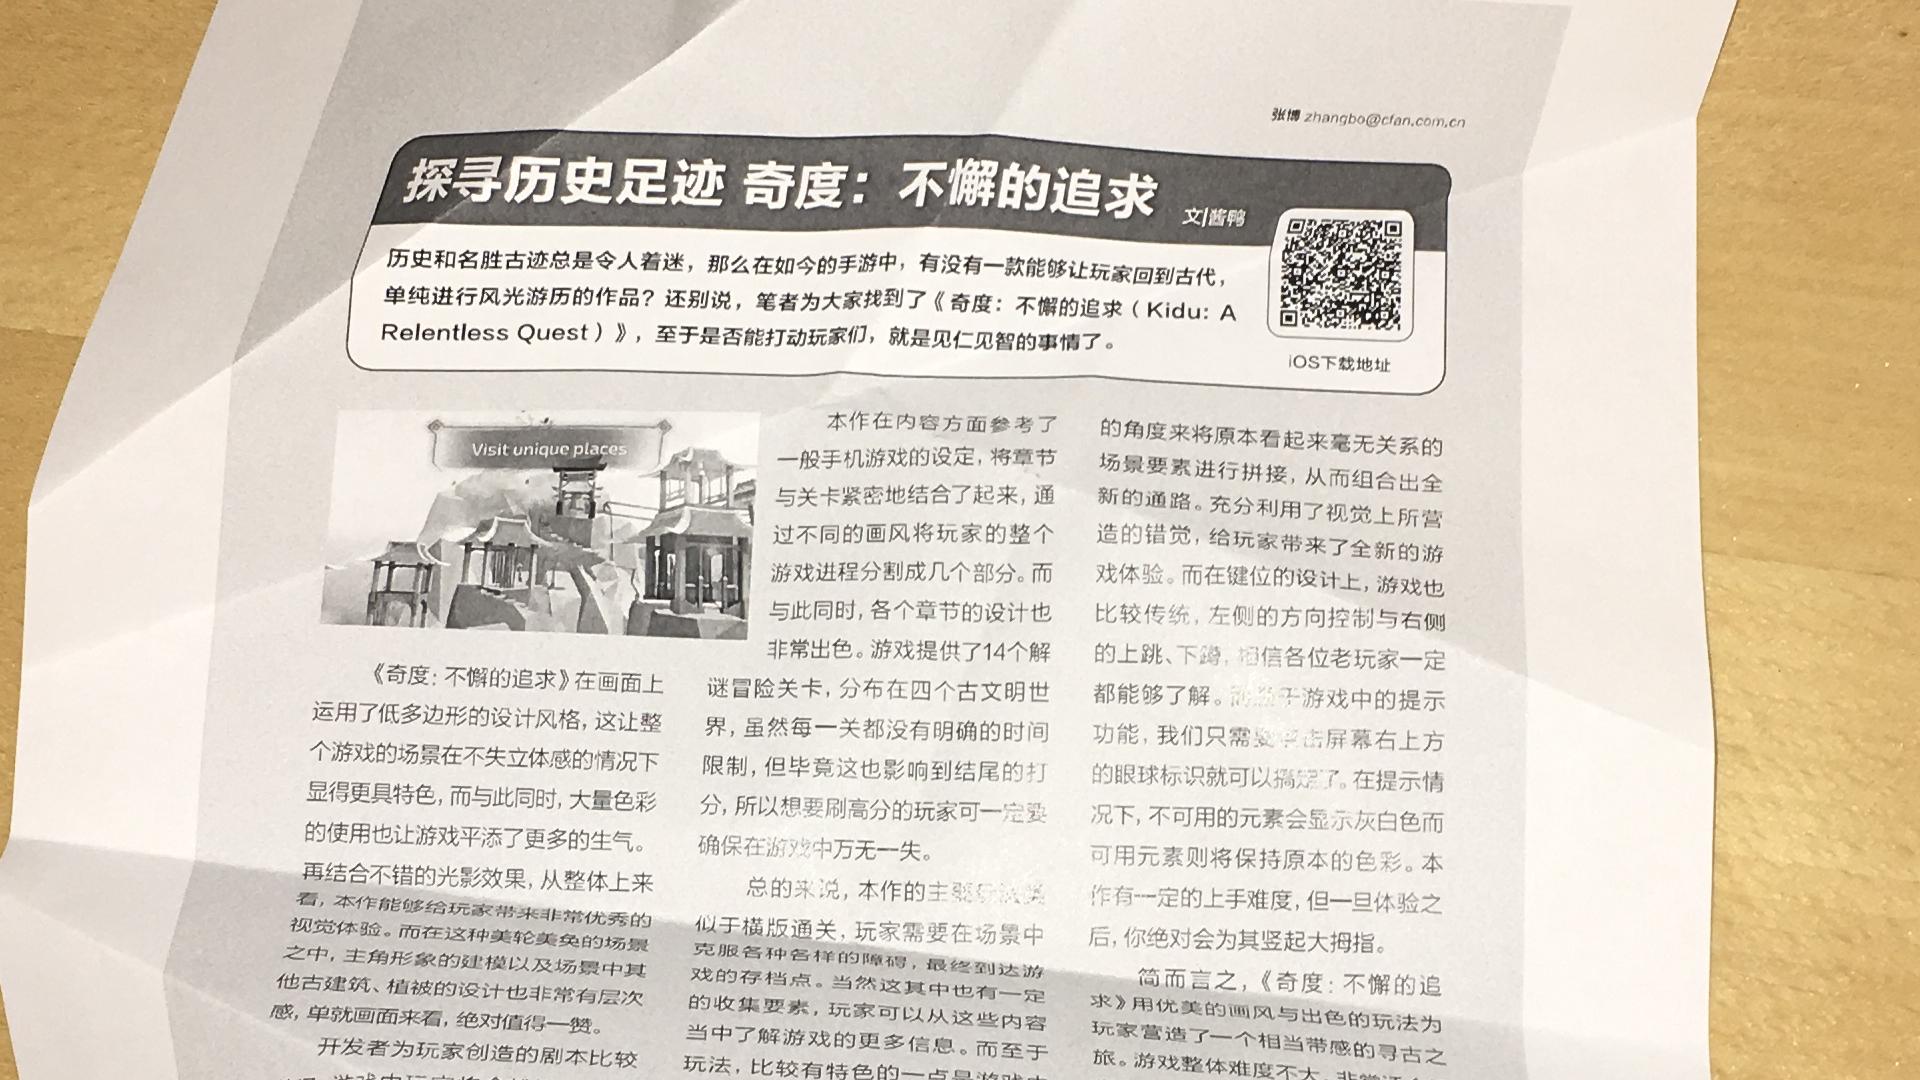 张博 zhangbo@cfan.com.cn
探寻历史足迹 奇度：不懈的追求
文|酱鸭
历史和名胜古迹总是令人着迷，那么在如今的手游中，有没有一款能够让玩家回到古代，
单纯进行风光游历的作品？还别说，笔者为大家找到了《奇度：不懈的追求（Kidu：A
Relentless Quest）》，至于是否能打动玩家们，就是见仁见智的事情了。
iOS下载地址
Visit unique places
《奇度：不懈的追求》在画面上
运用了低多边形的设计风格，这让整
个游戏的场景在不失立体感的情况下
显得更具特色，而与此同时，大量色彩
的使用也让游戏平添了更多的生气。
再结合不错的光影效果，从整体上来
看，本作能够给玩家带来非常优秀的
视觉体验。而在这种美轮美奂的场景
之中，主角形象的建模以及场景中其
他古建筑、植被的设计也非常有层次
感，单就画面来看，绝对值得一赞。
开发者为玩家创造的剧本比较
本作在内容方面参考了
一般手机游戏的设定，将章节
与关卡紧密地结合了起来，通
过不同的画风将玩家的整个
游戏进程分割成几个部分。而
与此同时，各个章节的设计也
非常出色。游戏提供了14个解
谜冒险关卡，分布在四个古文明世
界，虽然每一关都没有明确的时间
限制，但毕竟这也影响到结尾的打
分，所以想要刷高分的玩家可一定要
确保在游戏中万无一失。
总的来说，本作的主要
似于横版通关，玩家需要在场景中
克服各种各样的障碍，最终到达游
戏的存档点。当然这其中也有一定
的收集要素，玩家可以从这些内容
当中了解游戏的更多信息。而至于
玩法，比较有特色的一点是游戏
的角度来将原本看起来毫无关系的
场景要素进行拼接，从而组合出全
新的通路。充分利用了视觉上所营
造的错觉，给玩家带来了全新的游
戏体验。而在键位的设计上，游戏也
比较传统，左侧的方向控制与右侧
的上跳、下蹲，相信各位老玩家一定
都能够了解。游戏中的提示
功能，我们只需要单击屏幕右上方
的眼球标识就可以搞定了。在提示情
况下，不可用的元素会显示灰白色而
可用元素则将保持原本的色彩。本
作有一定的上手难度，但一旦体验之
后，你绝对会为其竖起大拇指。
简而言之，《奇度：不懈的追
求》用优美的画风与出色的玩法为
玩家营造了一个相当带感的寻古之
旅。游戏整体难度不大，